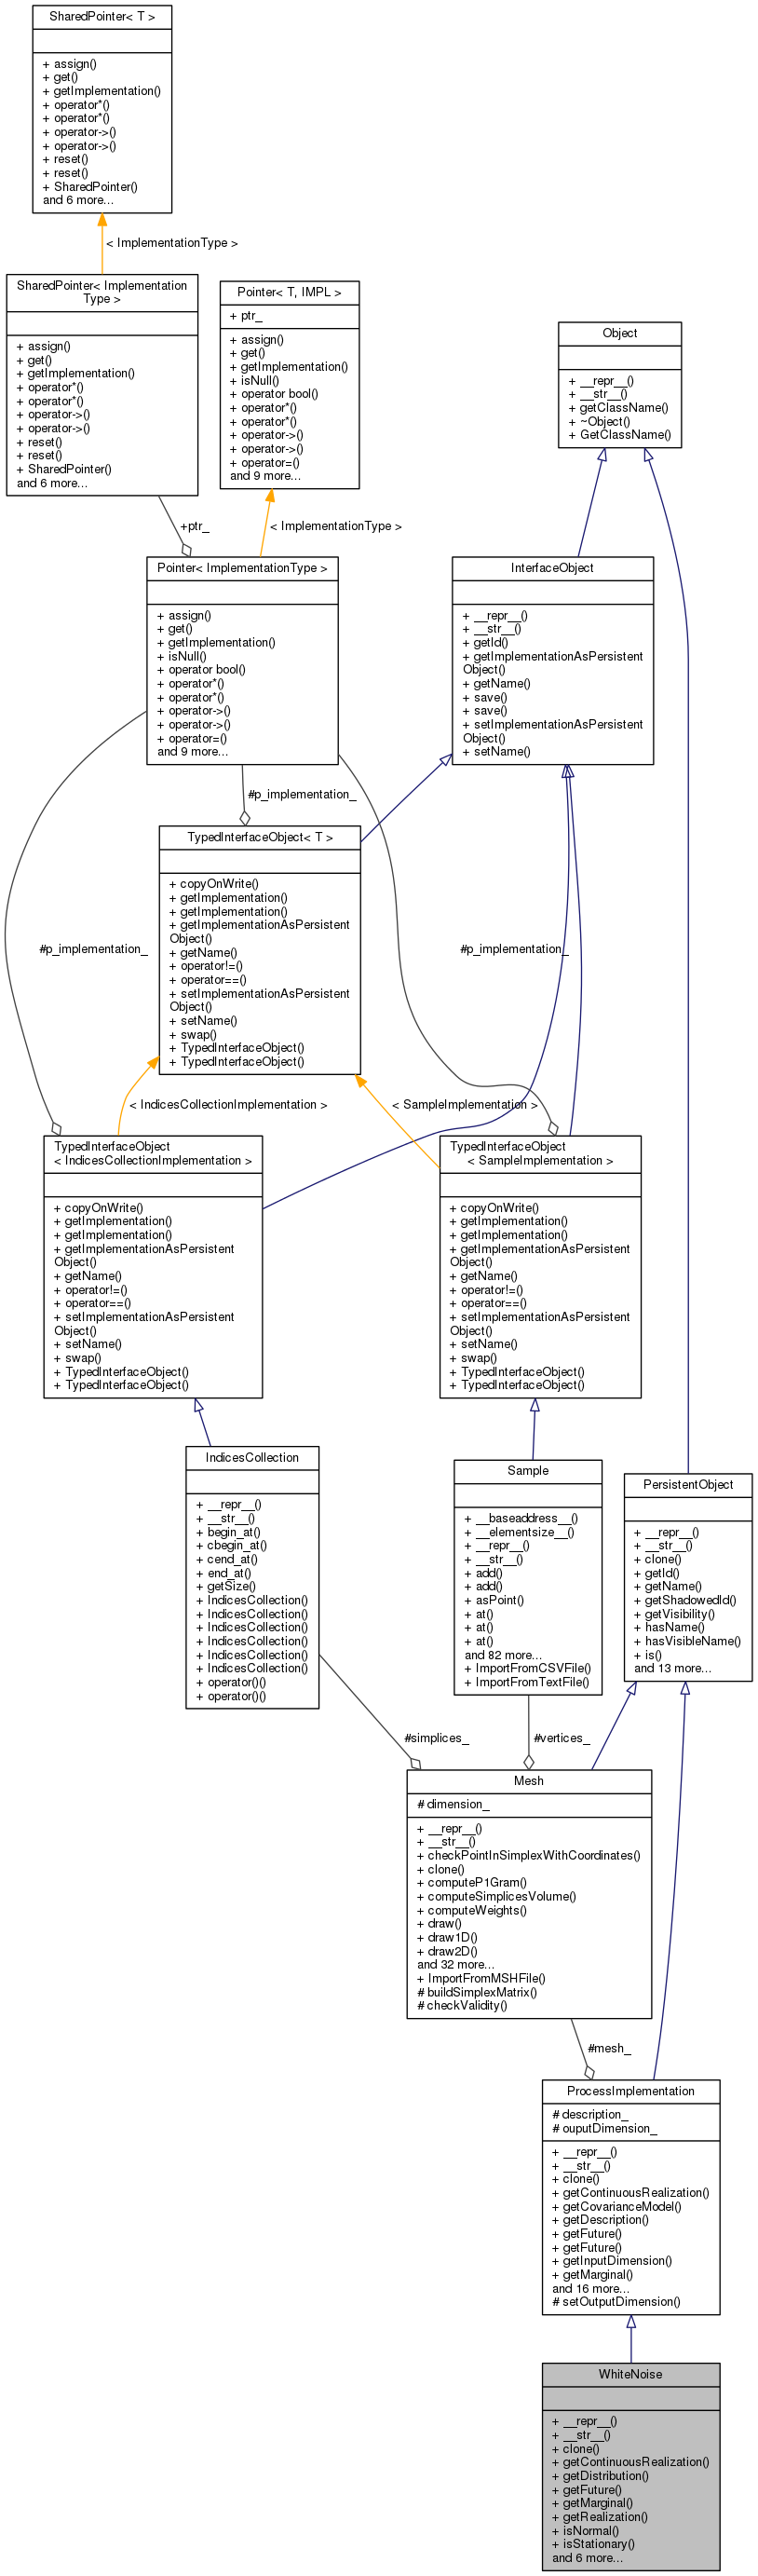 SharedPointer< T >
+ assign()
+ get()
+ getImplementation()
+ operator*()
+ operator*()
+ operator->()
+ operator->()
+ reset()
+ reset()
+ SharedPointer()
and 6 more...
< ImplementationType >
SharedPointer< Implementation
Type >
+ assign()
+ get()
+ getImplementation()
+ operator*()
+ operator*()
+ operator->()
+ operator->()
+ reset()
+ reset()
+ SharedPointer()
and 6 more...
Pointer< T, IMPL >
+ ptr_
+ assign()
+ get()
+ getImplementation()
+ isNull()
+ operator bool()
+ operator*()
+ operator*()
+ operator->()
+ operator->()
+ operator=()
and 9 more...
Object
+ __repr__()
+ __str__()
+ getClassName()
+ ~Object()
+ GetClassName()
+ptr_
< ImplementationType >
Pointer< ImplementationType >
+ assign()
+ get()
+ getImplementation()
+ isNull()
+ operator bool()
+ operator*()
+ operator*()
+ operator->()
+ operator->()
+ operator=()
and 9 more...
InterfaceObject
+ __repr__()
+ __str__()
+ getId()
+ getImplementationAsPersistent
Object()
+ getName()
+ save()
+ save()
+ setImplementationAsPersistent
Object()
+ setName()
#p_implementation_
TypedInterfaceObject< T >
+ copyOnWrite()
+ getImplementation()
+ getImplementation()
+ getImplementationAsPersistent
Object()
+ getName()
+ operator!=()
+ operator==()
+ setImplementationAsPersistent
Object()
+ setName()
+ swap()
+ TypedInterfaceObject()
+ TypedInterfaceObject()
#p_implementation_
#p_implementation_
< IndicesCollectionImplementation >
< SampleImplementation >
TypedInterfaceObject
< IndicesCollectionImplementation >
+ copyOnWrite()
+ getImplementation()
+ getImplementation()
+ getImplementationAsPersistent
Object()
+ getName()
+ operator!=()
+ operator==()
+ setImplementationAsPersistent
Object()
+ setName()
+ swap()
+ TypedInterfaceObject()
+ TypedInterfaceObject()
TypedInterfaceObject
< SampleImplementation >
+ copyOnWrite()
+ getImplementation()
+ getImplementation()
+ getImplementationAsPersistent
Object()
+ getName()
+ operator!=()
+ operator==()
+ setImplementationAsPersistent
Object()
+ setName()
+ swap()
+ TypedInterfaceObject()
+ TypedInterfaceObject()
IndicesCollection
+ __repr__()
+ __str__()
+ begin_at()
+ cbegin_at()
+ cend_at()
+ end_at()
+ getSize()
+ IndicesCollection()
+ IndicesCollection()
+ IndicesCollection()
+ IndicesCollection()
+ IndicesCollection()
+ IndicesCollection()
+ operator()()
+ operator()()
Sample
+ __baseaddress__()
+ __elementsize__()
+ __repr__()
+ __str__()
+ add()
+ add()
+ asPoint()
+ at()
+ at()
+ at()
and 82 more...
+ ImportFromCSVFile()
+ ImportFromTextFile()
PersistentObject
+ __repr__()
+ __str__()
+ clone()
+ getId()
+ getName()
+ getShadowedId()
+ getVisibility()
+ hasName()
+ hasVisibleName()
+ is()
and 13 more...
#simplices_
#vertices_
Mesh
# dimension_
+ __repr__()
+ __str__()
+ checkPointInSimplexWithCoordinates()
+ clone()
+ computeP1Gram()
+ computeSimplicesVolume()
+ computeWeights()
+ draw()
+ draw1D()
+ draw2D()
and 32 more...
+ ImportFromMSHFile()
# buildSimplexMatrix()
# checkValidity()
#mesh_
ProcessImplementation
# description_
# ouputDimension_
+ __repr__()
+ __str__()
+ clone()
+ getContinuousRealization()
+ getCovarianceModel()
+ getDescription()
+ getFuture()
+ getFuture()
+ getInputDimension()
+ getMarginal()
and 16 more...
# setOutputDimension()
WhiteNoise
+ __repr__()
+ __str__()
+ clone()
+ getContinuousRealization()
+ getDistribution()
+ getFuture()
+ getMarginal()
+ getRealization()
+ isNormal()
+ isStationary()
and 6 more...